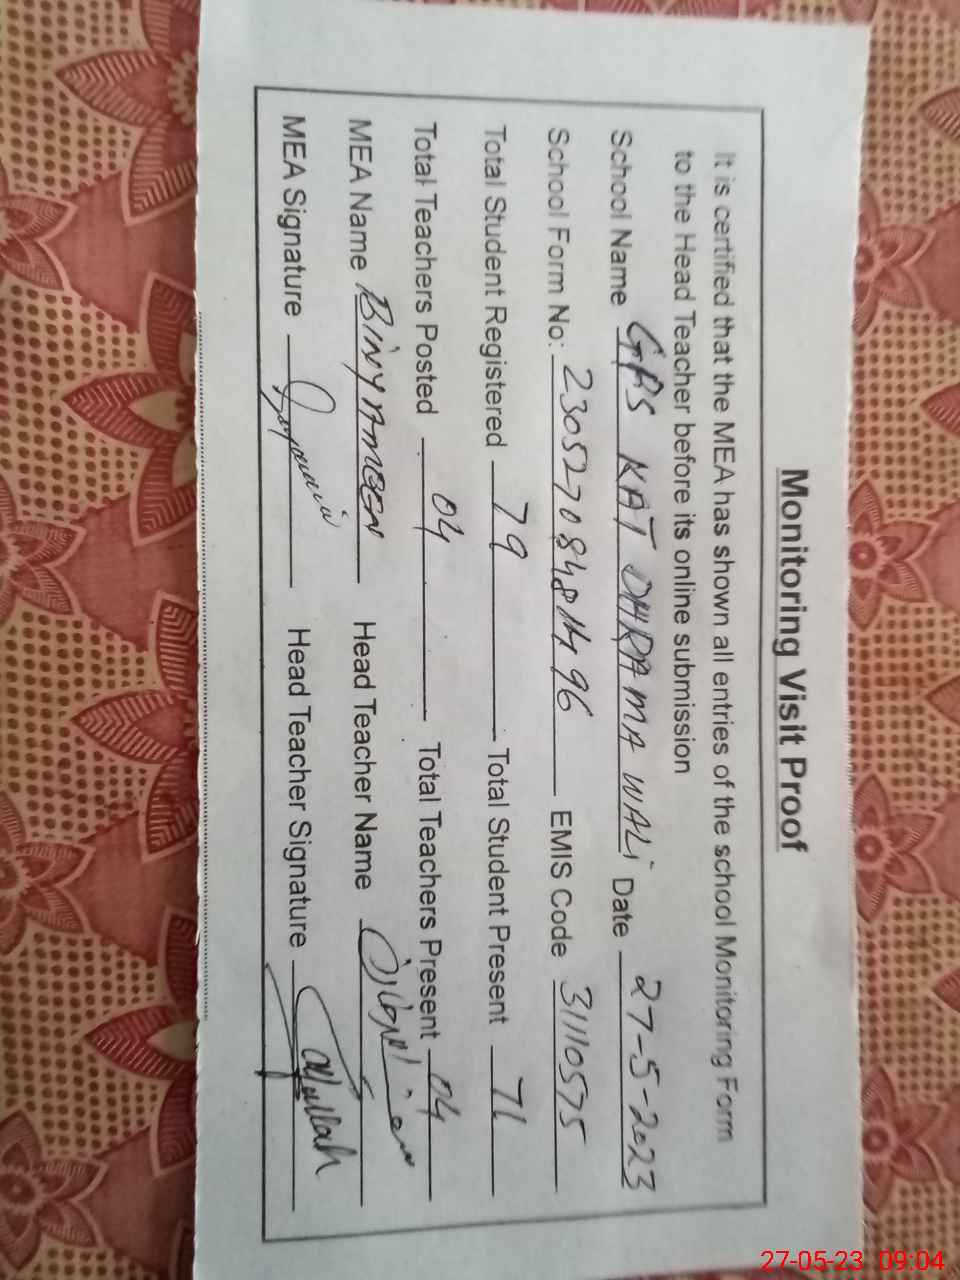 Monitoring Visit Proof
It is certified that the MEA has shown all entries of the school Monitoring Form
to the Head Teacher before its online submission
School Name GPS KAT DHRAMA WALI Date 27-5-2023
School Form No: 230527084811496 EMIS Code 31110575
Total Student Registered 79 Total Student Present 71
Total Teachers Posted 04 Total Teachers Present 04
MEA Name BINYAMEEN Head Teacher Name
MEA Signature Head Teacher Signature
27-05-23 09:04